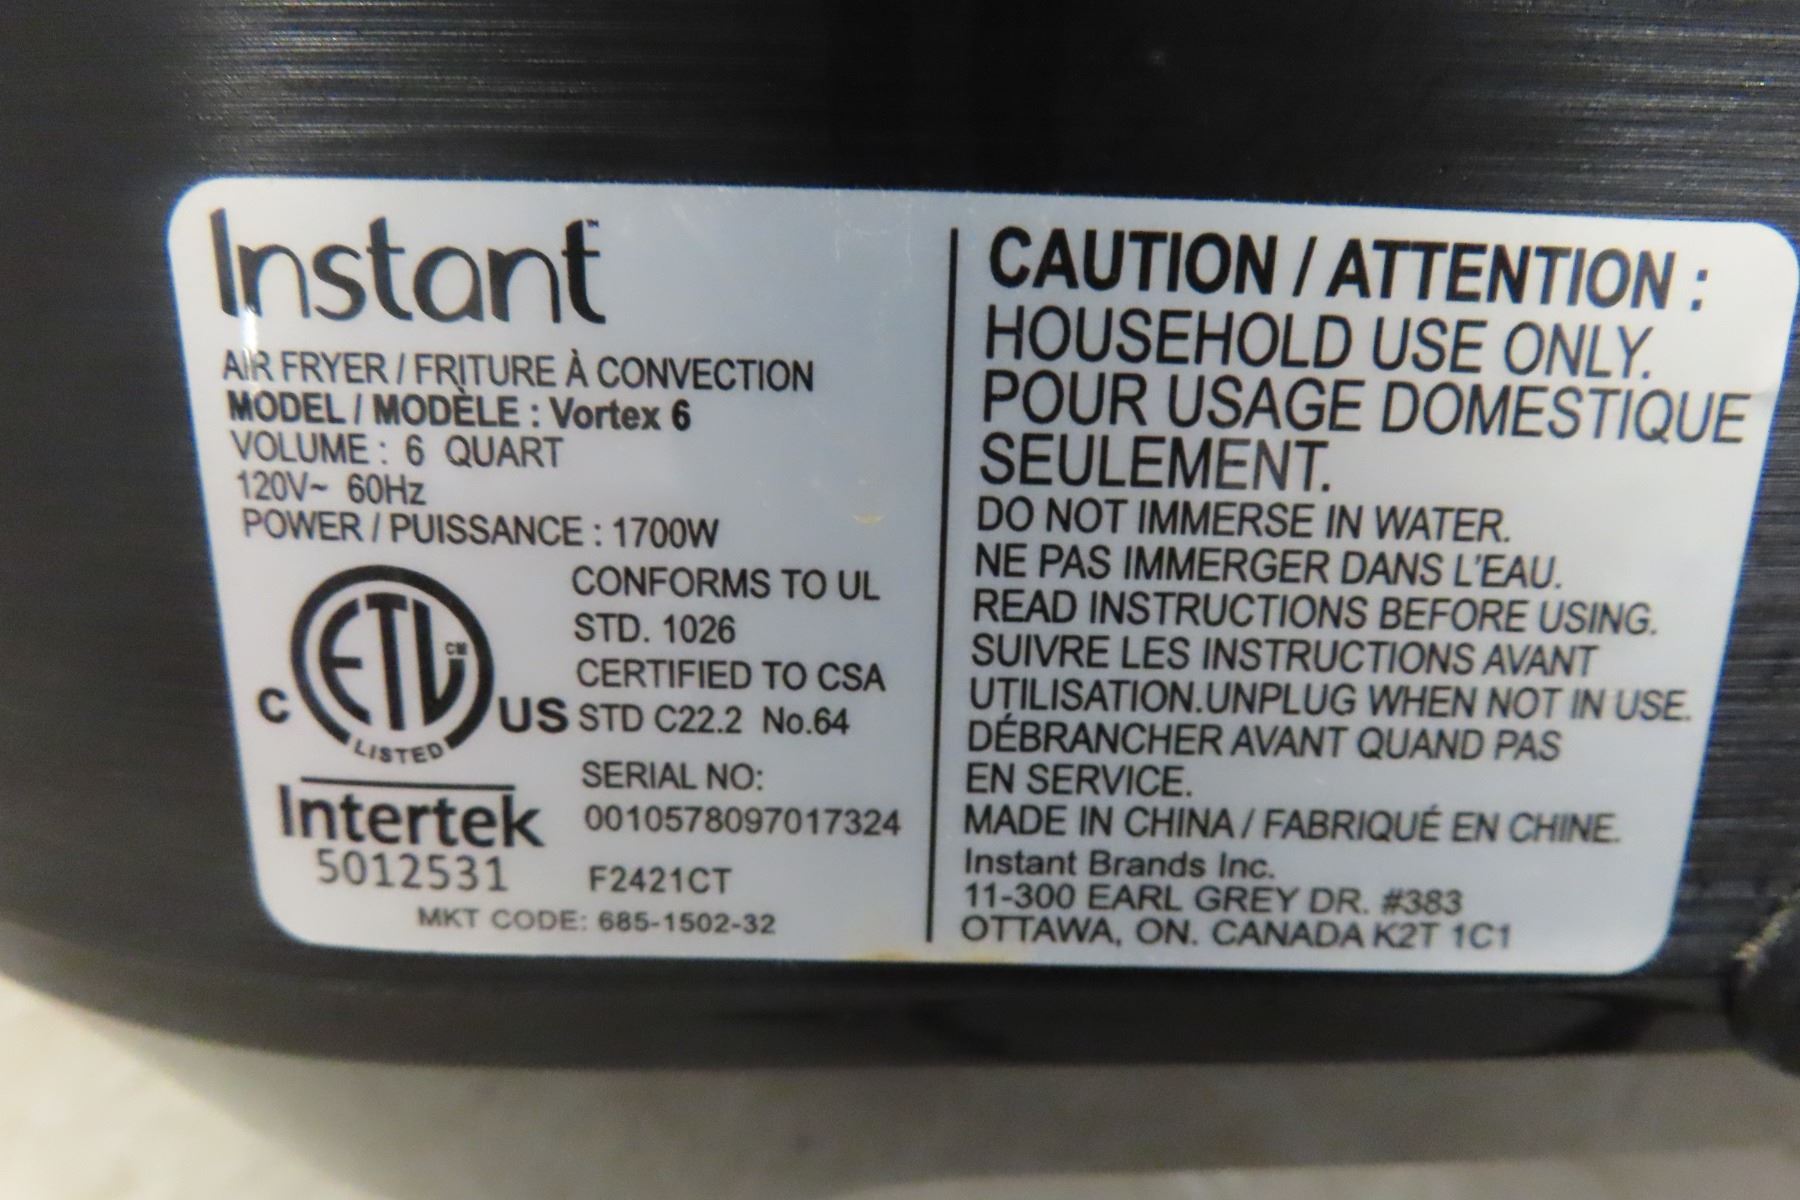 Instant™
AIR FRYER / FRITURE À CONVECTION
MODEL / MODÈLE : Vortex 6
VOLUME : 6 QUART
120V~ 60Hz
POWER / PUISSANCE : 1700W
CONFORMS TO UL
STD. 1026
CERTIFIED TO CSA
STD C22.2 No.64
C ETL CM US
LISTED
Intertek
5012531
SERIAL NO:
0010578097017324
F2421CT
MKT CODE: 685-1502-32
CAUTION / ATTENTION :
HOUSEHOLD USE ONLY.
POUR USAGE DOMESTIQUE
SEULEMENT.
DO NOT IMMERSE IN WATER.
NE PAS IMMERGER DANS L'EAU.
READ INSTRUCTIONS BEFORE USING.
SUIVRE LES INSTRUCTIONS AVANT
UTILISATION.UNPLUG WHEN NOT IN USE.
DÉBRANCHER AVANT QUAND PAS
EN SERVICE.
MADE IN CHINA / FABRIQUÉ EN CHINE.
Instant Brands Inc.
11-300 EARL GREY DR. #383
OTTAWA, ON. CANADA K2T 1C1